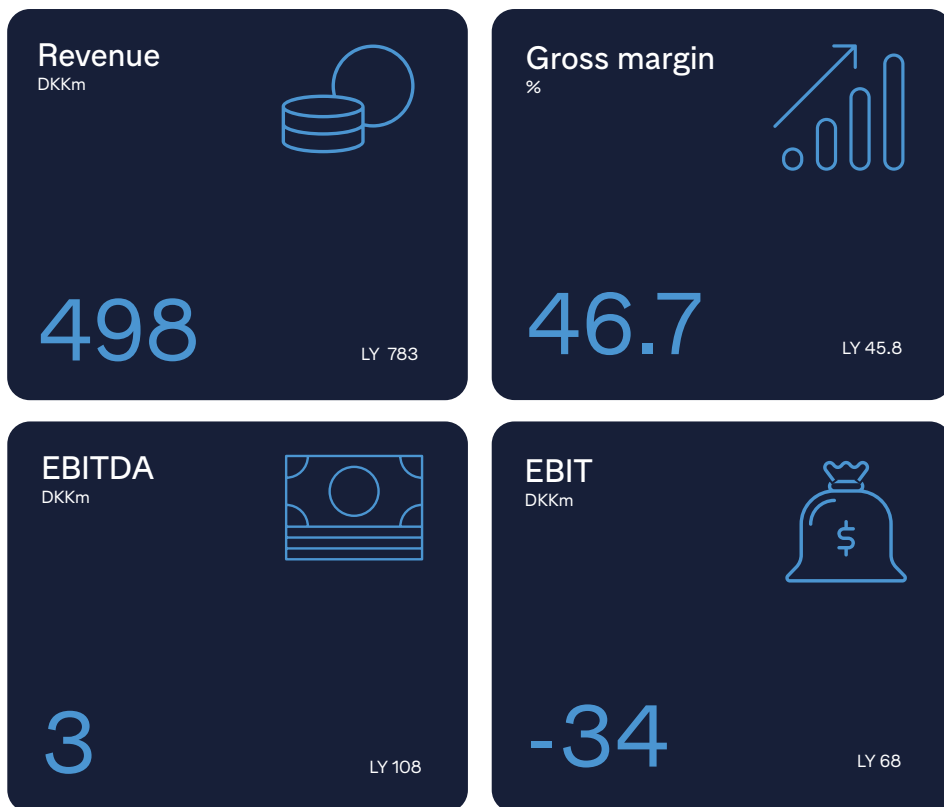 Revenue
DKKm
498
LY 783
Gross margin
%
46.7
LY 45.8
EBITDA
DKKm
3
LY 108
EBIT
DKKm
$
-34
LY 68